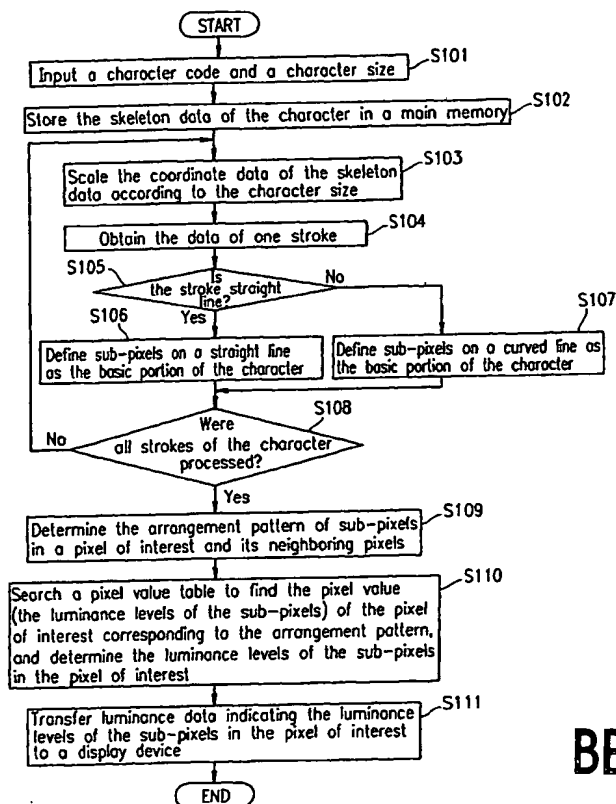 START
S101
Input a character code and a character size
S102
Store the skeleton data of the character in a main memory
S103
Scale the coordinate data of the skeleton
data according to the character size
S104
Obtain the data of one stroke
S105
Is
the stroke straight
line?
No
Yes
S106
Define sub-pixels on a straight line
as the basic portion of the character
S107
Define sub-pixels on a curved line as
the basic portion of the character
S108
Were
all strokes of the character
processed?
No
Yes
S109
Determine the arrangement pattern of sub-pixels
in a pixel of interest and its neighboring pixels
S110
Search a pixel value table to find the pixel value
(the luminance levels of the sub-pixels) of the pixel
of interest corresponding to the arrangement pattern,
and determine the luminance levels of the sub-pixels
in the pixel of interest
S111
Transfer luminance data indicating the luminance
levels of the sub-pixels in the pixel of interest
to a display device
END
BE